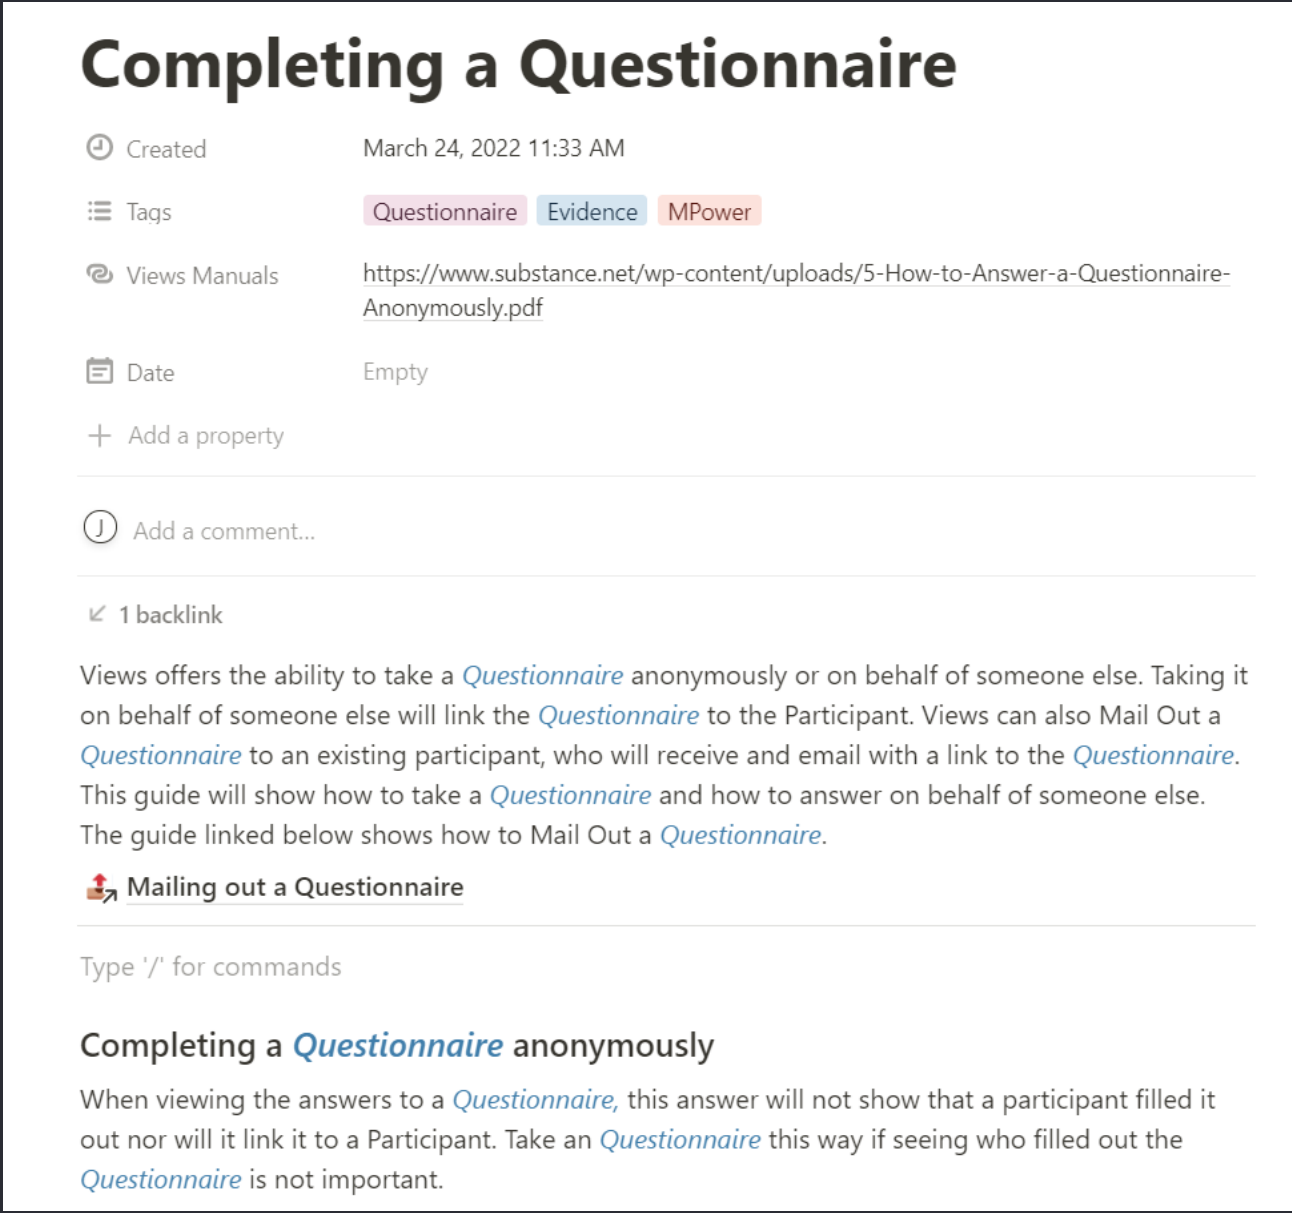 Completing a Questionnaire
Created March 24, 2022 11:33 AM
Tags Questionnaire Evidence MPower
Views Manuals https://www.substance.net/wp-content/uploads/5-How-to-Answer-a-Questionnaire-
Anonymously.pdf
Date Empty
Add a property
J Add a comment...
1 backlink
Views offers the ability to take a Questionnaire anonymously or on behalf of someone else. Taking it
on behalf of someone else will link the Questionnaire to the Participant. Views can also Mail Out a
Questionnaire to an existing participant, who will receive and email with a link to the Questionnaire.
This guide will show how to take a Questionnaire and how to answer on behalf of someone else.
The guide linked below shows how to Mail Out a Questionnaire.
Mailing out a Questionnaire
Type '/' for commands
Completing a Questionnaire anonymously
When viewing the answers to a Questionnaire, this answer will not show that a participant filled it
out nor will it link it to a Participant. Take an Questionnaire this way if seeing who filled out the
Questionnaire is not important.